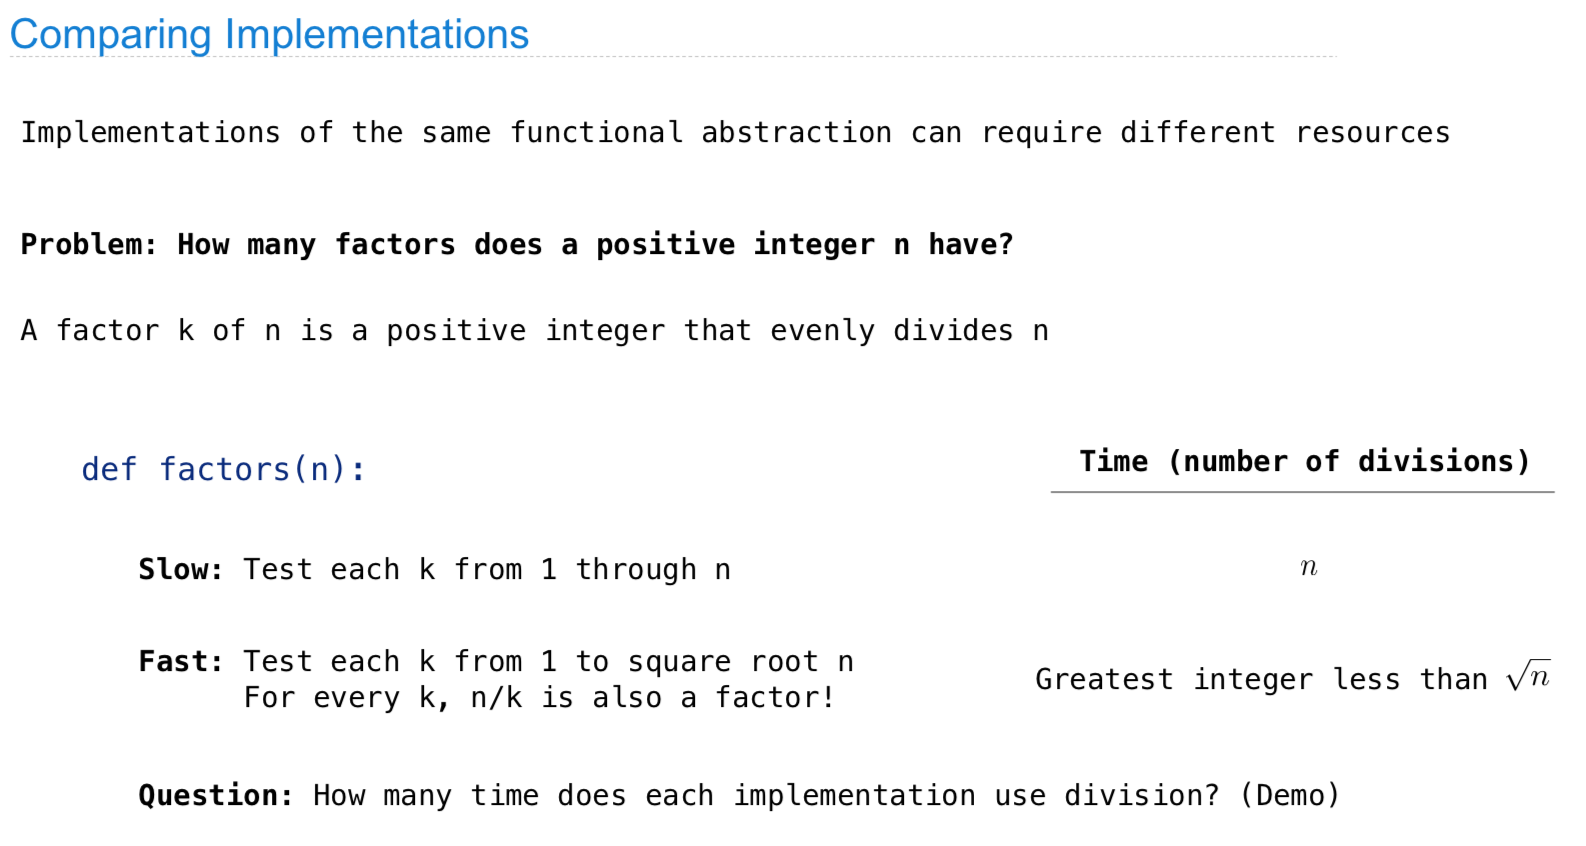 Comparing Implementations
Implementations of the same functional abstraction can require different resources
Problem: How many factors does a positive integer n have?
A factor k of n is a positive integer that evenly divides n
def factors(n):
Time (number of divisions)
Slow: Test each k from 1 through n
n
Fast: Test each k from 1 to square root n
For every k, n/k is also a factor!
Greatest integer less than √n
Question: How many time does each implementation use division? (Demo)